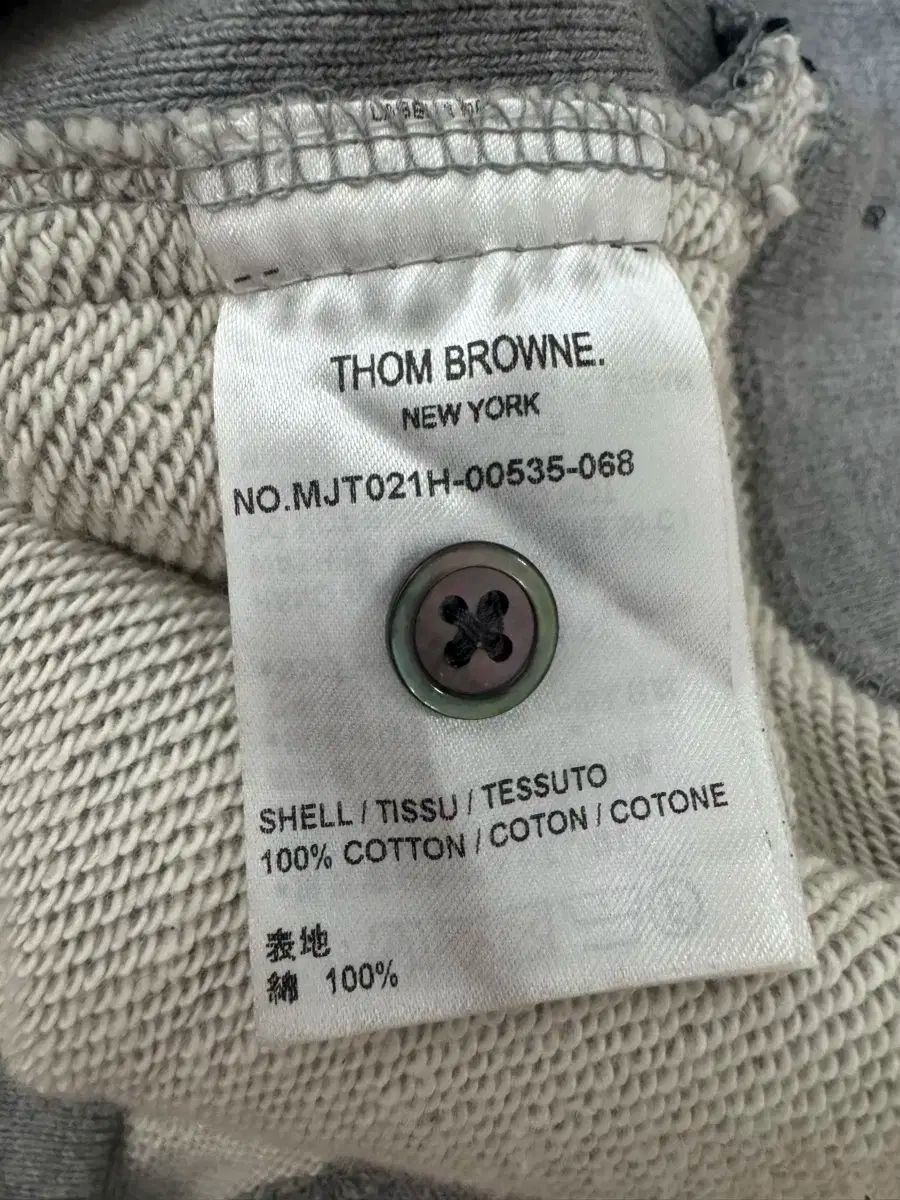 THOM BROWNE.
NEW YORK
NO.MJT021H-00535-068
SHELL / TISSU / TESSUTO
100% COTTON / COTON / COTONE
表地
綿 100%